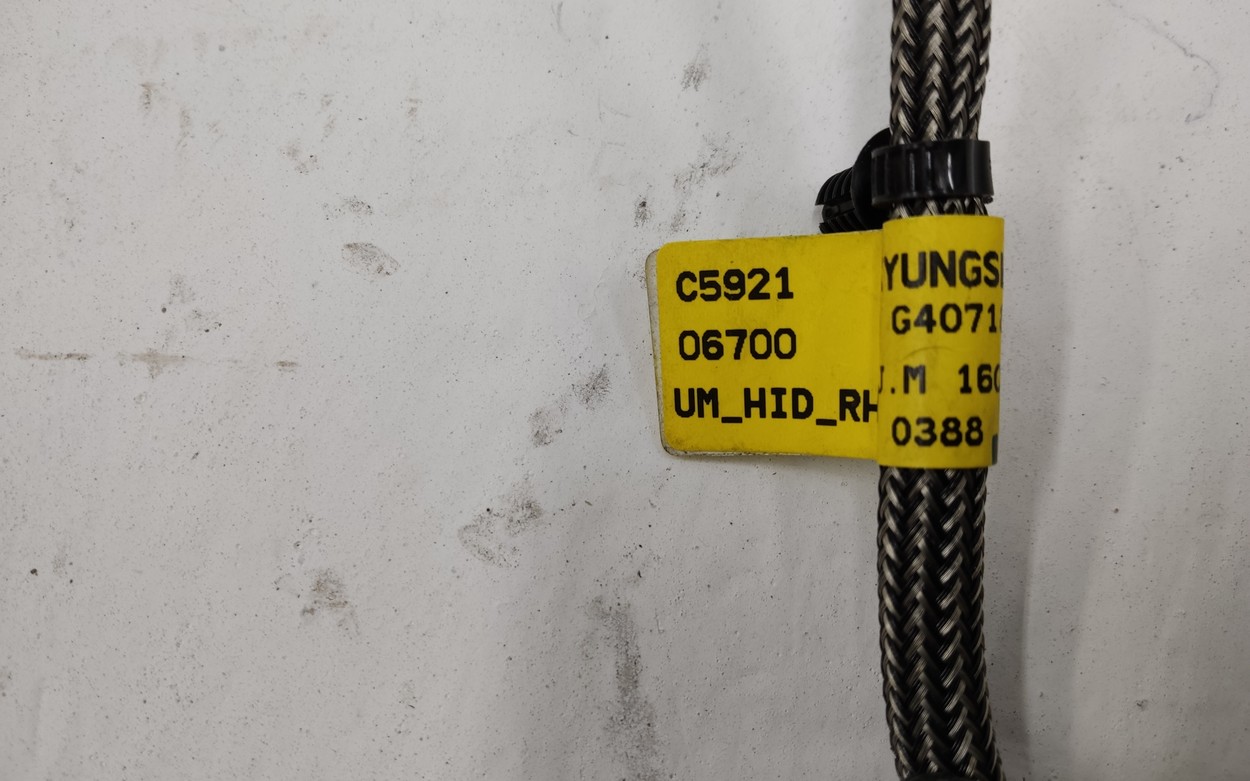 C5921
06700
UM_HID_RH
YUNGS
G4071
.M 160
0388